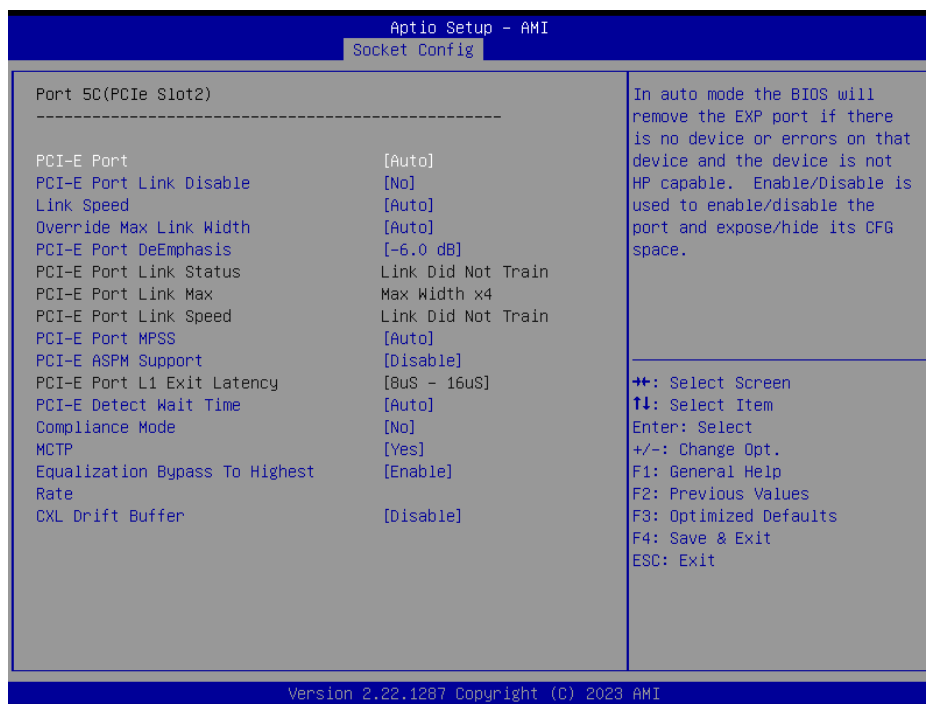 Aptio Setup – AMI
Socket Config
Port 5C(PCIe Slot2)
--------------------------------------------------
PCI-E Port [Auto]
PCI-E Port Link Disable [No]
Link Speed [Auto]
Override Max Link Width [Auto]
PCI-E Port DeEmphasis [-6.0 dB]
PCI-E Port Link Status Link Did Not Train
PCI-E Port Link Max Max Width x4
PCI-E Port Link Speed Link Did Not Train
PCI-E Port MPSS [Auto]
PCI-E ASPM Support [Disable]
PCI-E Port L1 Exit Latency [8uS - 16uS]
PCI-E Detect Wait Time [Auto]
Compliance Mode [No]
MCTP [Yes]
Equalization Bypass To Highest [Enable]
Rate
CXL Drift Buffer [Disable]
In auto mode the BIOS will
remove the EXP port if there
is no device or errors on that
device and the device is not
HP capable.  Enable/Disable is
used to enable/disable the
port and expose/hide its CFG
space.
→←: Select Screen
↑↓: Select Item
Enter: Select
+/-: Change Opt.
F1: General Help
F2: Previous Values
F3: Optimized Defaults
F4: Save & Exit
ESC: Exit
Version 2.22.1287 Copyright (C) 2023 AMI